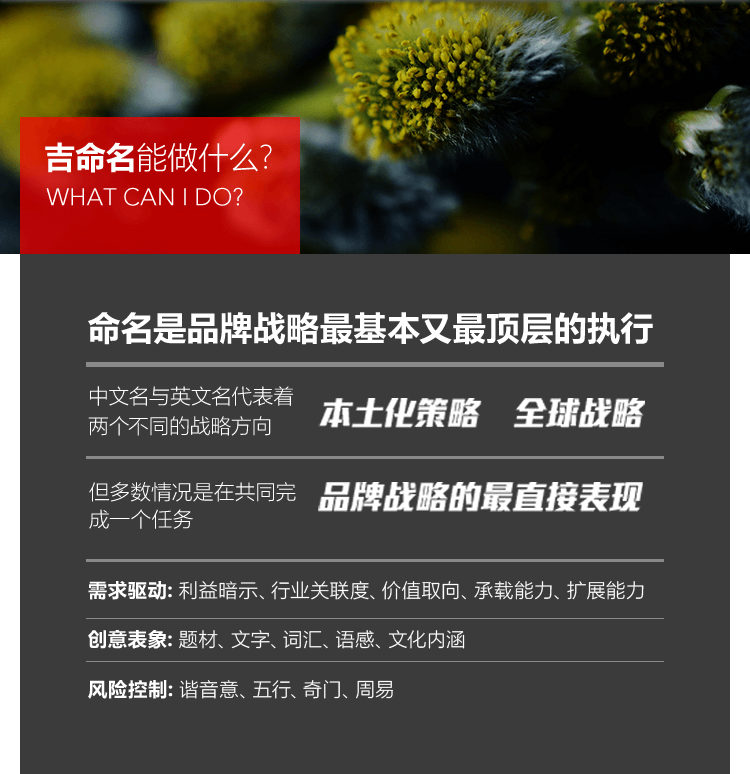 吉命名能做什么?
WHAT CAN I DO?
命名是品牌战略最基本又最顶层的执行
中文名与英文名代表着
两个不同的战略方向
本土化策略 全球战略
但多数情况是在共同完
成一个任务
品牌战略的最直接表现
需求驱动: 利益暗示、行业关联度、价值取向、承载能力、扩展能力
创意表象: 题材、文字、词汇、语感、文化内涵
风险控制: 谐音意、五行、奇门、周易